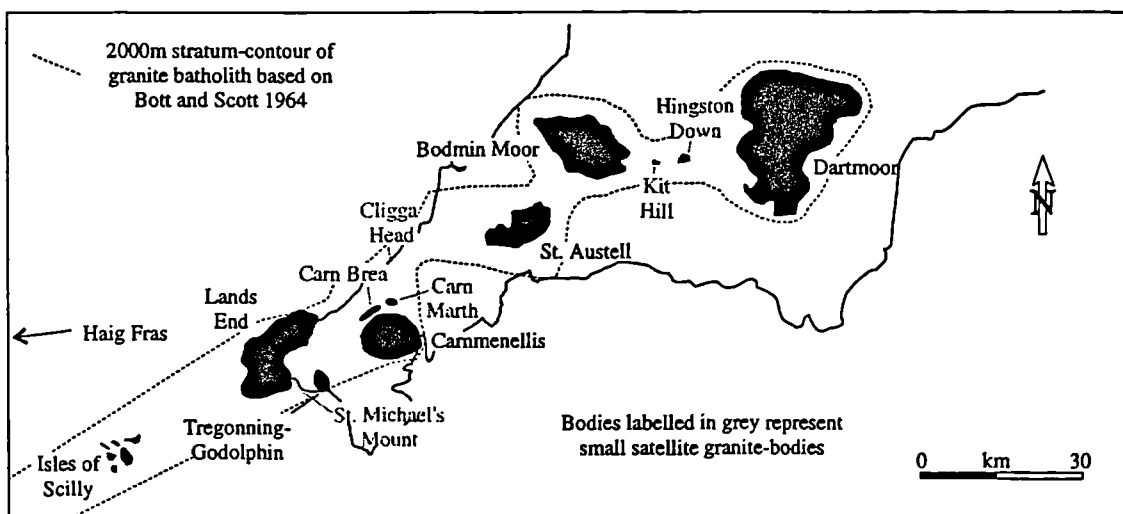 2000m stratum-contour of
granite batholith based on
Bott and Scott 1964
Hingston
Down
Bodmin Moor
Dartmoor
Kit
Hill
N
Cligga
Head
St. Austell
Carn Brea
Carn
Marth
Lands
End
Haig Fras
Carnmenellis
St. Michael's
Mount
Tregonning-
Godolphin
Bodies labelled in grey represent
small satellite granite-bodies
Isles of
Scilly
0 km 30